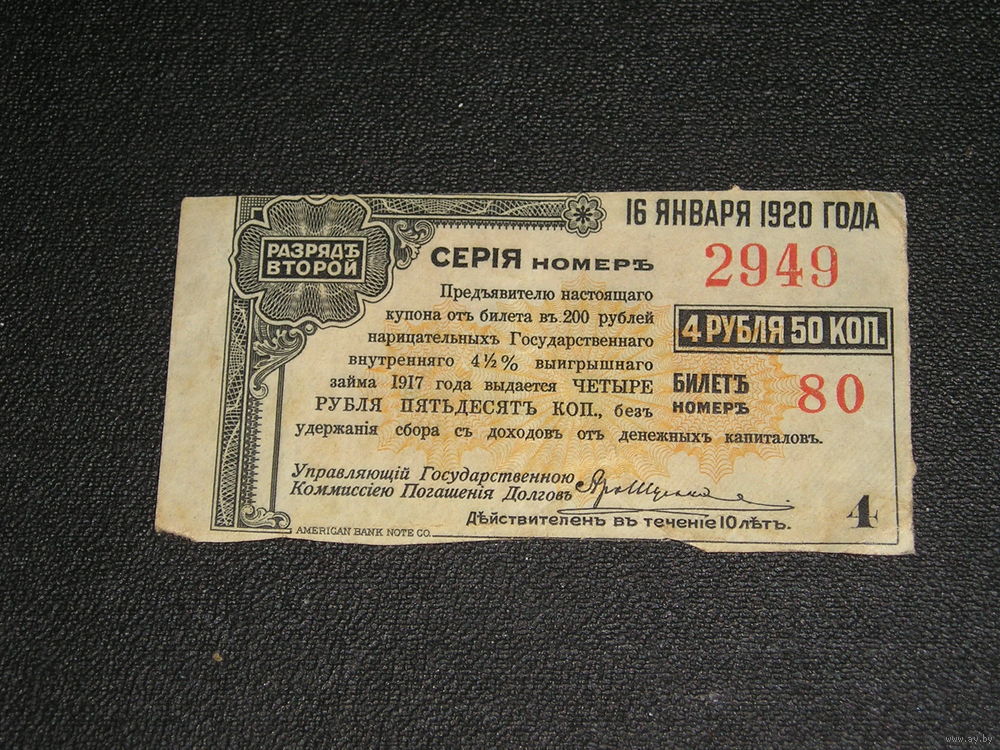 16 ЯНВАРЯ 1920 ГОДА
РАЗРЯДЪ
ВТОРОЙ
СЕРІЯ НОМЕРЪ
2949
Предъявителю настоящаго
купона отъ билета въ 200 рублей
нарицательныхъ Государственнаго
внутренняго 4½% выигрышнаго
займа 1917 года выдается ЧЕТЫРЕ
РУБЛЯ ПЯТЬДЕСЯТЪ КОП., безъ
удержанія сбора съ доходовъ отъ денежныхъ капиталовъ.
4 РУБЛЯ 50 КОП.
БИЛЕТЪ
НОМЕРЪ
80
Управляющій Государственною
Коммиссіею Погашенія Долговъ
Дѣйствителенъ въ теченіе 10 лѣтъ.
4
AMERICAN BANK NOTE CO.
www.ay.by